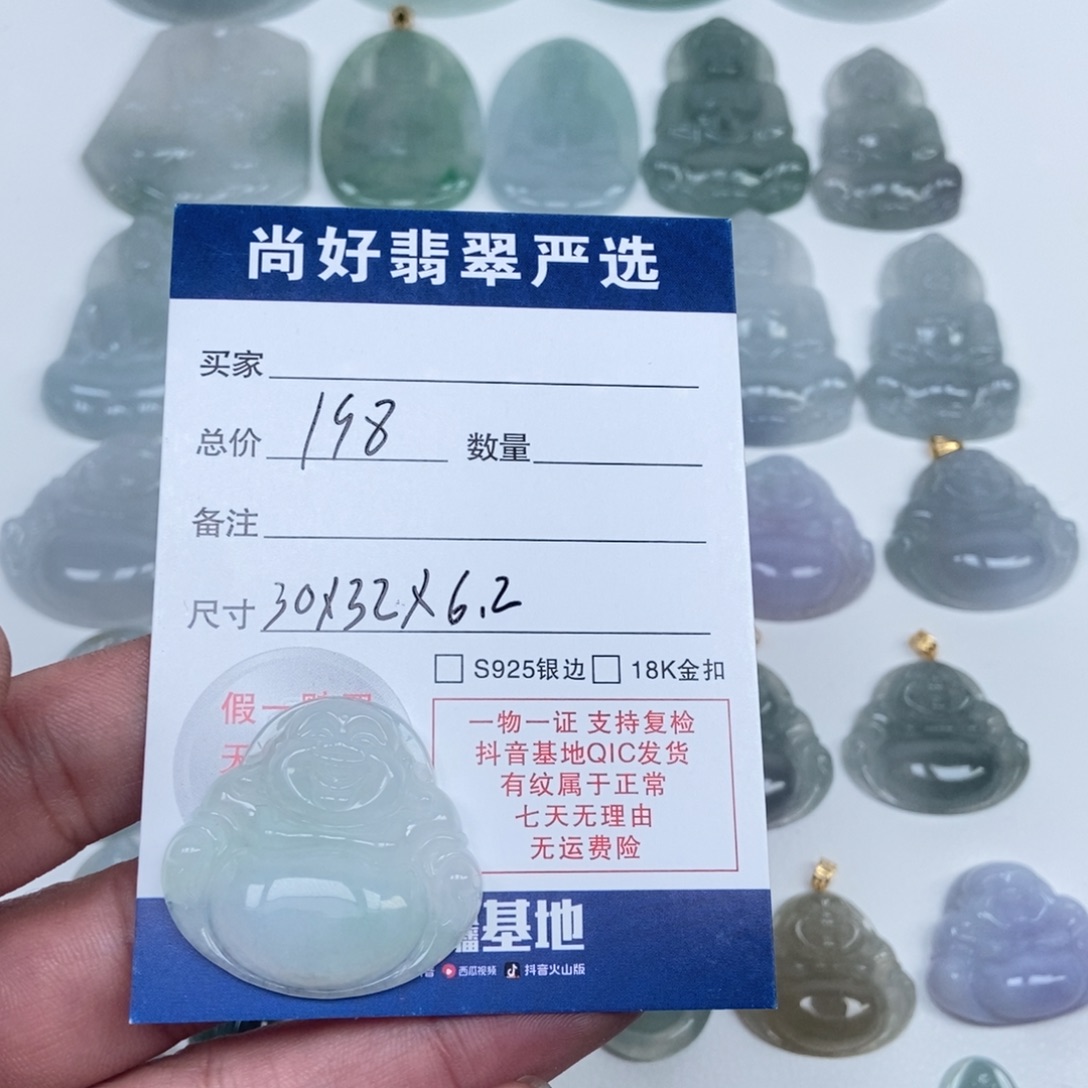 尚好翡翠严选
买家
总价 198 数量
备注
尺寸 30X32X6.2
S925银边 18K金扣
假一
天
一物一证 支持复检
抖音基地QIC发货
有纹属于正常
七天无理由
无运费险
基地
西瓜视频 抖音火山版